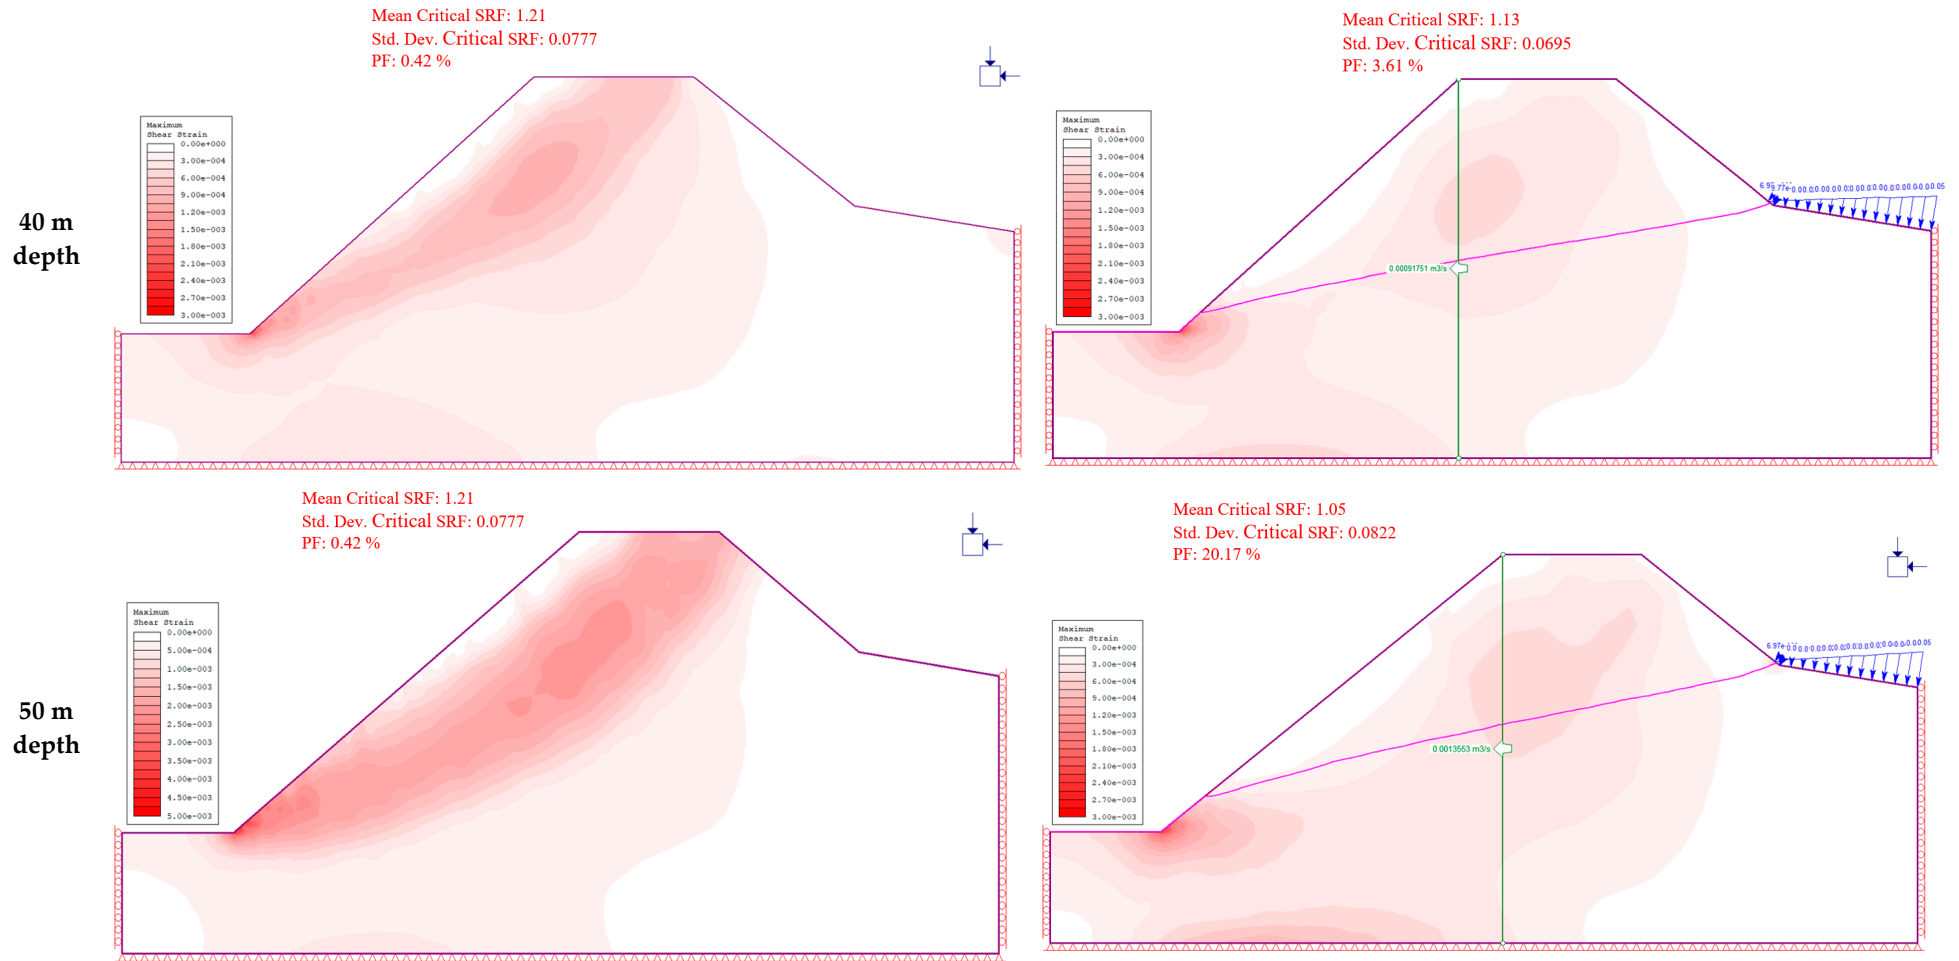 Mean Critical SRF: 1.21
Std. Dev. Critical SRF: 0.0777
PF: 0.42 %
Maximum
Shear Strain
0.00e+000
3.00e-004
6.00e-004
9.00e-004
1.20e-003
1.50e-003
1.80e-003
2.10e-003
2.40e-003
2.70e-003
3.00e-003
40 m
depth
Mean Critical SRF: 1.13
Std. Dev. Critical SRF: 0.0695
PF: 3.61 %
Maximum
Shear Strain
0.00e+000
3.00e-004
6.00e-004
9.00e-004
1.20e-003
1.50e-003
1.80e-003
2.10e-003
2.40e-003
2.70e-003
3.00e-003
0.00091751 m3/s
Mean Critical SRF: 1.21
Std. Dev. Critical SRF: 0.0777
PF: 0.42 %
Maximum
Shear Strain
0.00e+000
5.00e-004
1.00e-003
1.50e-003
2.00e-003
2.50e-003
3.00e-003
3.50e-003
4.00e-003
4.50e-003
5.00e-003
50 m
depth
Mean Critical SRF: 1.05
Std. Dev. Critical SRF: 0.0822
PF: 20.17 %
Maximum
Shear Strain
0.00e+000
3.00e-004
6.00e-004
9.00e-004
1.20e-003
1.50e-003
1.80e-003
2.10e-003
2.40e-003
2.70e-003
3.00e-003
0.0013553 m3/s